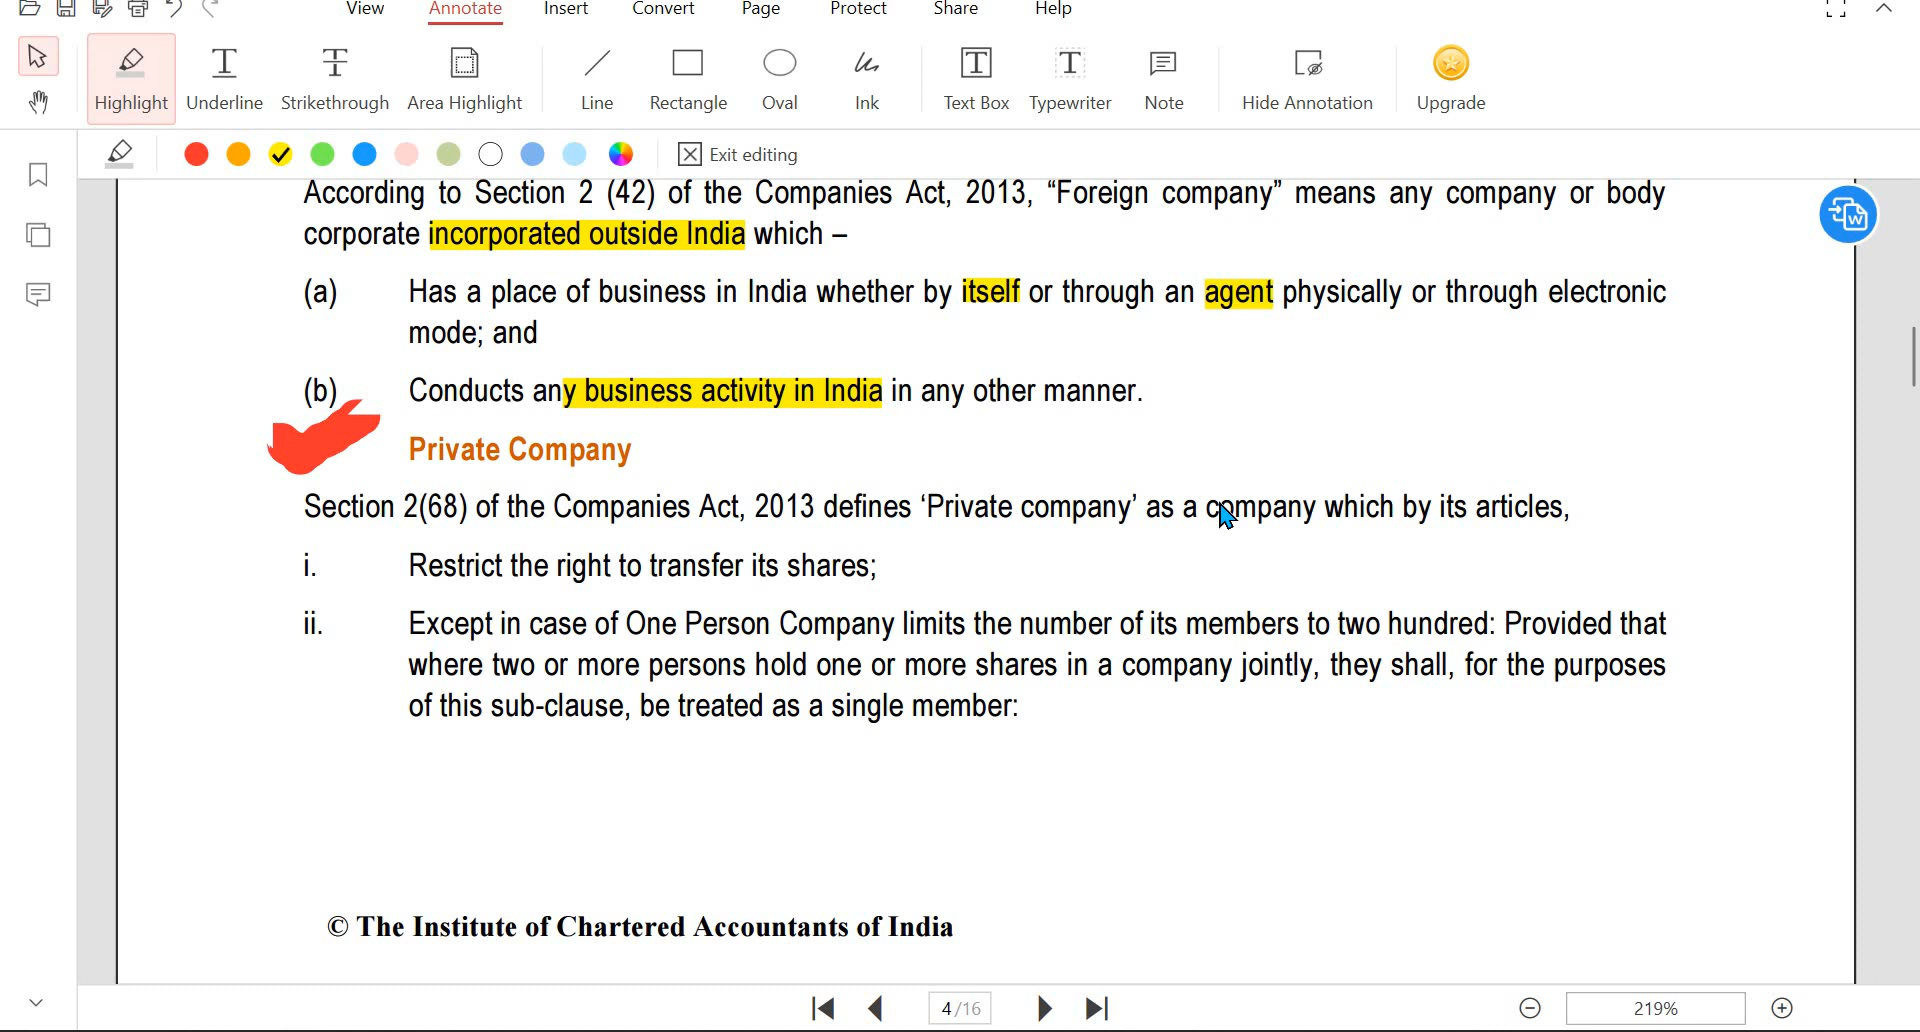 View Annotate Insert Convert Page Protect Share Help
Highlight Underline Strikethrough Area Highlight Line Rectangle Oval Ink Text Box Typewriter Note Hide Annotation Upgrade
Exit editing
According to Section 2 (42) of the Companies Act, 2013, “Foreign company” means any company or body
corporate incorporated outside India which –
(a) Has a place of business in India whether by itself or through an agent physically or through electronic
mode; and
(b) Conducts any business activity in India in any other manner.
Private Company
Section 2(68) of the Companies Act, 2013 defines ‘Private company’ as a company which by its articles,
i. Restrict the right to transfer its shares;
ii. Except in case of One Person Company limits the number of its members to two hundred: Provided that
where two or more persons hold one or more shares in a company jointly, they shall, for the purposes
of this sub-clause, be treated as a single member:
© The Institute of Chartered Accountants of India
4/16 219%